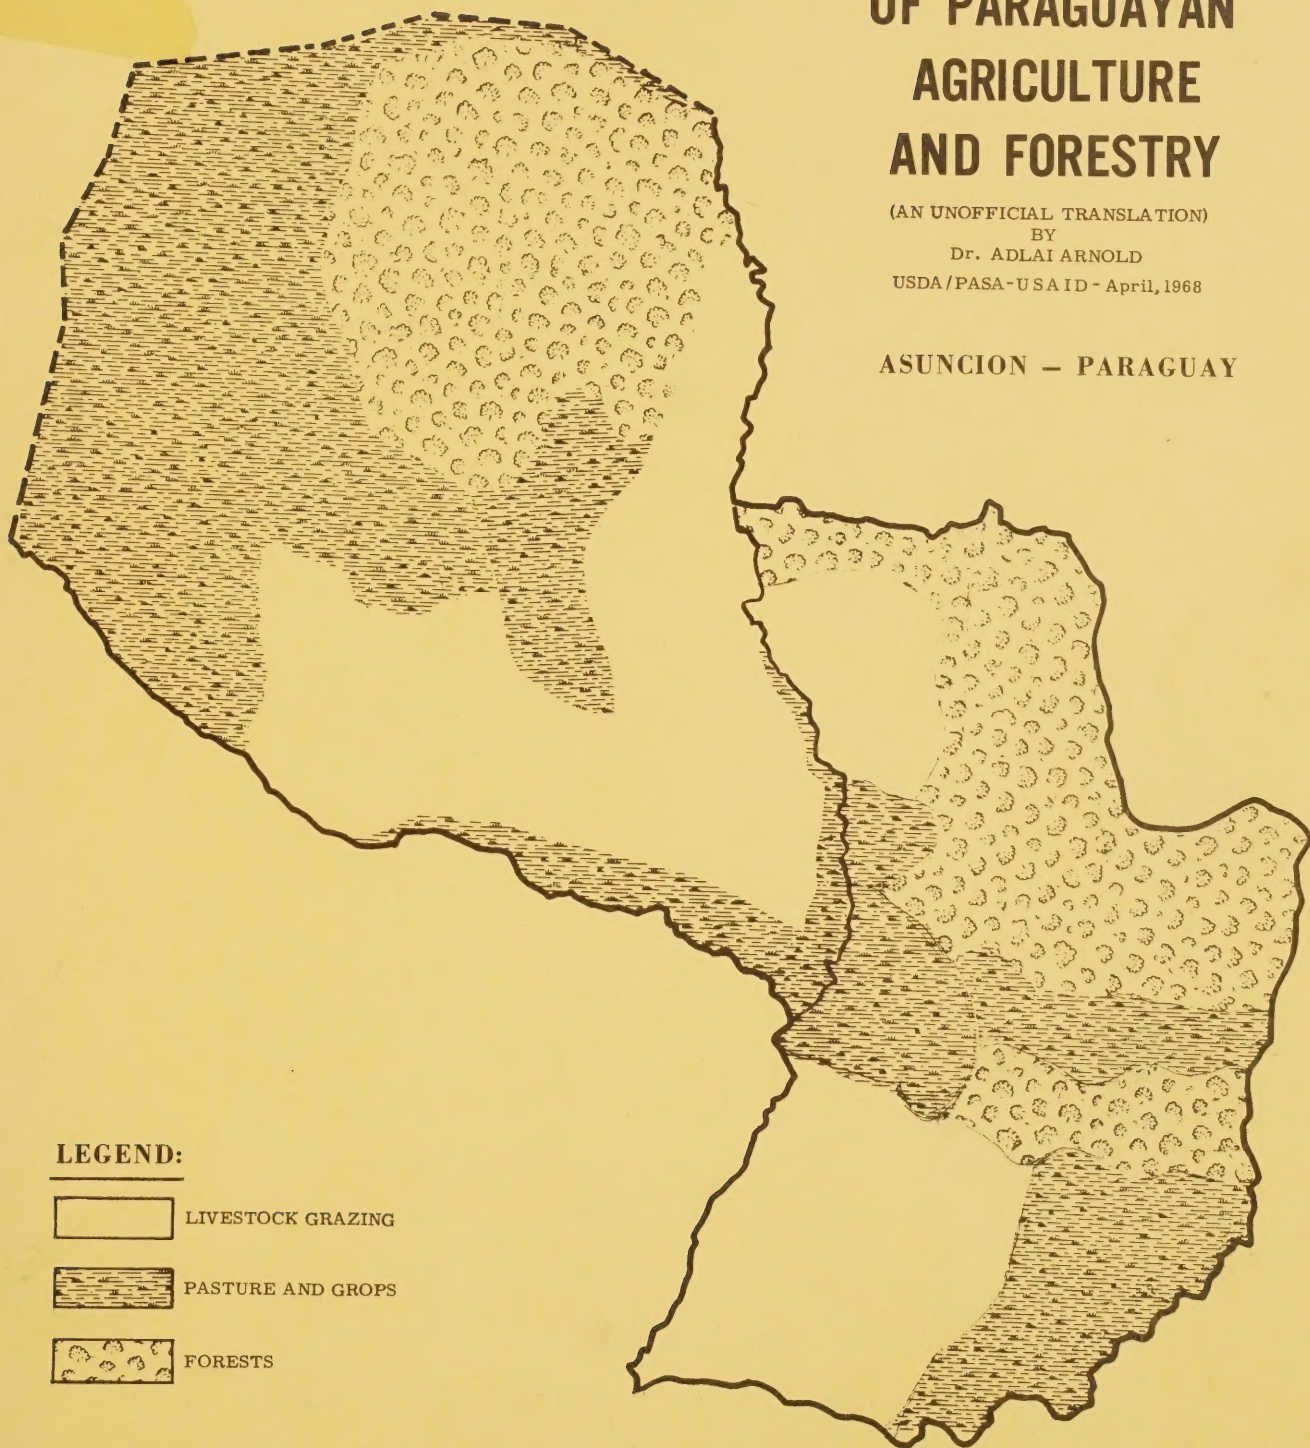 OF PARAGUAYAN
AGRICULTURE
AND FORESTRY
(AN UNOFFICIAL TRANSLATION)
BY
Dr. ADLAI ARNOLD
USDA/PASA-USAID - April, 1968
ASUNCION — PARAGUAY
LEGEND:
LIVESTOCK GRAZING
PASTURE AND GROPS
FORESTS